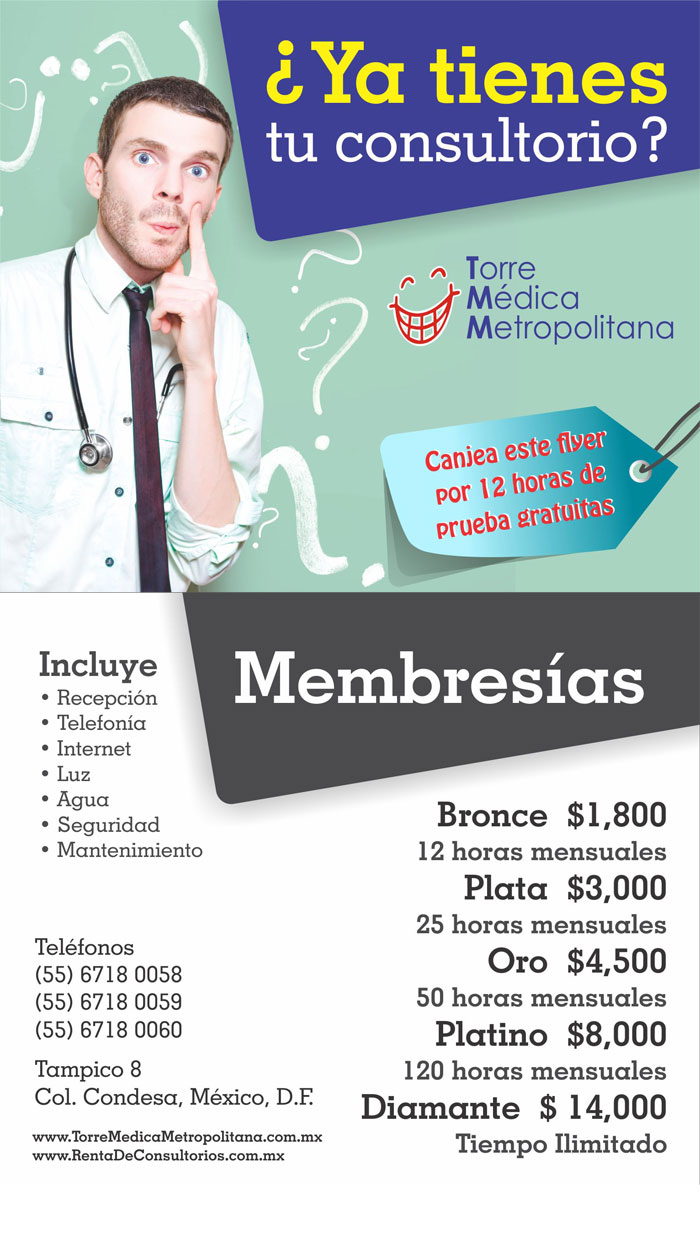 ¿Ya tienes
tu consultorio?
Torre
Médica
Metropolitana
Canjea este flyer
por 12 horas de
prueba gratuitas
Membresías
Incluye
• Recepción
• Telefonía
• Internet
• Luz
• Agua
• Seguridad
• Mantenimiento
Bronce $1,800
12 horas mensuales
Plata $3,000
25 horas mensuales
Oro $4,500
50 horas mensuales
Platino $8,000
120 horas mensuales
Diamante $ 14,000
Tiempo Ilimitado
Teléfonos
(55) 6718 0058
(55) 6718 0059
(55) 6718 0060
Tampico 8
Col. Condesa, México, D.F.
www.TorreMedicaMetropolitana.com.mx
www.RentaDeConsultorios.com.mx